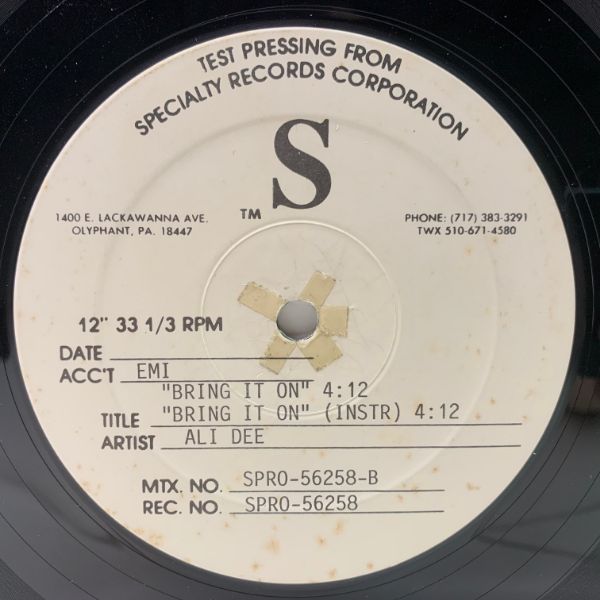 TEST PRESSING FROM
SPECIALTY RECORDS CORPORATION
S
TM
1400 E. LACKAWANNA AVE.
OLYPHANT, PA. 18447
PHONE: (717) 383-3291
TWX 510-671-4580
12" 33 1/3 RPM
DATE
ACC'T EMI
"BRING IT ON" 4:12
TITLE "BRING IT ON" (INSTR) 4:12
ARTIST ALI DEE
MTX. NO. SPRO-56258-B
REC. NO. SPRO-56258